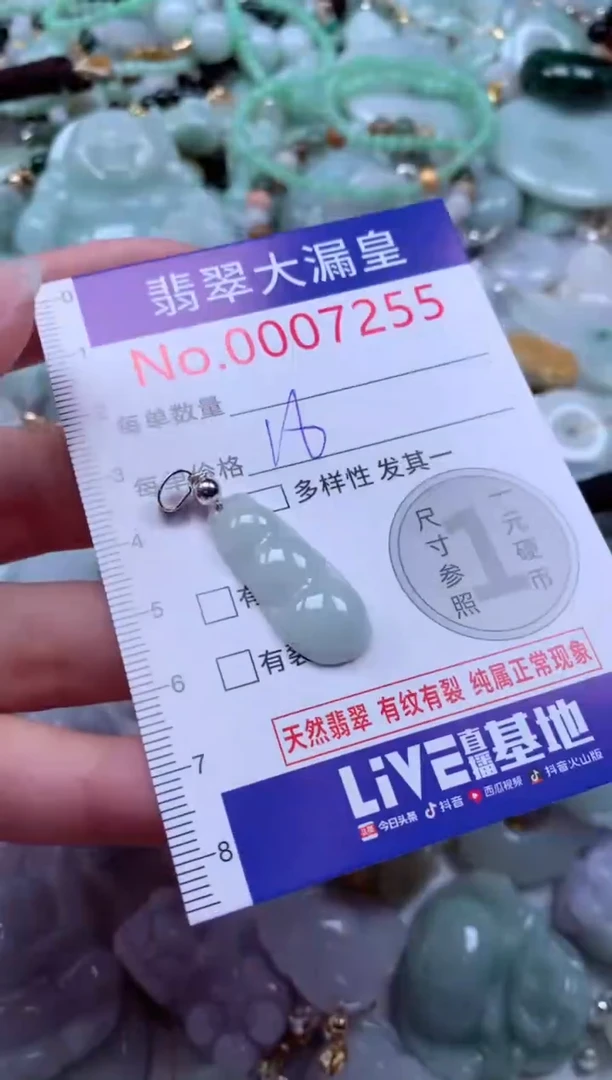 翡翠大漏皇
No.0007255
每单数量
每单价格
多样性 发其一
尺寸参照
1
一元硬币
有
有裂
天然翡翠 有纹有裂 纯属正常现象
LiVE直播基地
今日头条 抖音 西瓜视频 抖音火山版
0
1
2
3
4
5
6
7
8